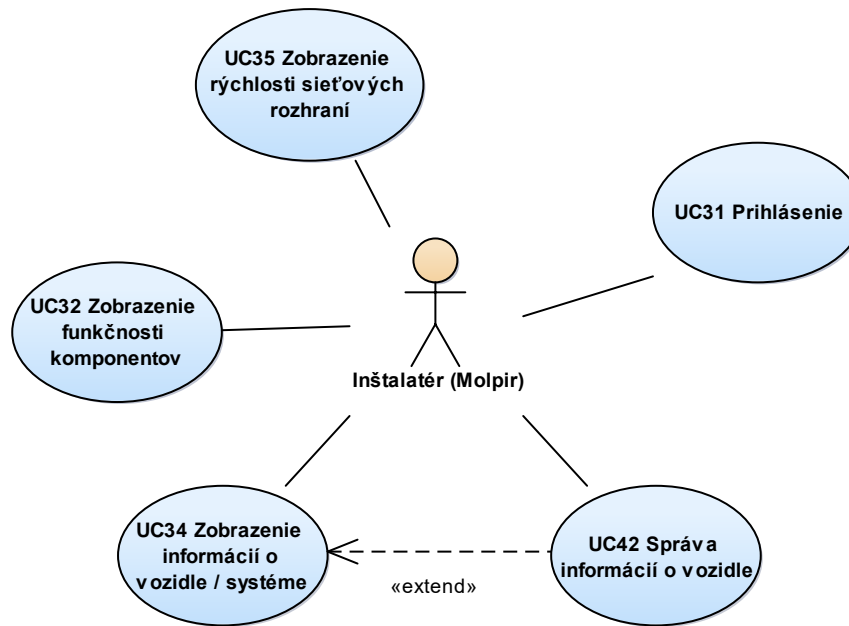 UC35 Zobrazenie
rýchlosti sieťových
rozhraní
UC31 Prihlásenie
UC32 Zobrazenie
funkčnosti
komponentov
Inštalatér (Molpir)
UC34 Zobrazenie
informácií o
vozidle / systéme
UC42 Správa
informácií o vozidle
«extend»